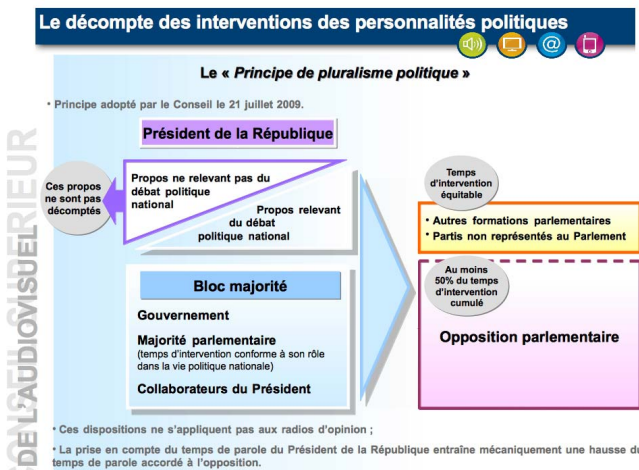 Le décompte des interventions des personnalités politiques
Le « Principe de pluralisme politique »
• Principe adopté par le Conseil le 21 juillet 2009.
Président de la République
Ces propos
ne sont pas
décomptés
Propos ne relevant pas du
débat politique
national
Propos relevant
du débat
politique national
Bloc majorité
Gouvernement
Majorité parlementaire
(temps d'intervention conforme à son rôle
dans la vie politique nationale)
Collaborateurs du Président
Temps
d'intervention
équitable
• Autres formations parlementaires
• Partis non représentés au Parlement
Au moins
50% du temps
d'intervention
cumulé
Opposition parlementaire
• Ces dispositions ne s'appliquent pas aux radios d'opinion ;
• La prise en compte du temps de parole du Président de la République entraîne mécaniquement une hausse du
temps de parole accordé à l'opposition.
CONSEIL SUPERIEUR
DE L'AUDIOVISUEL